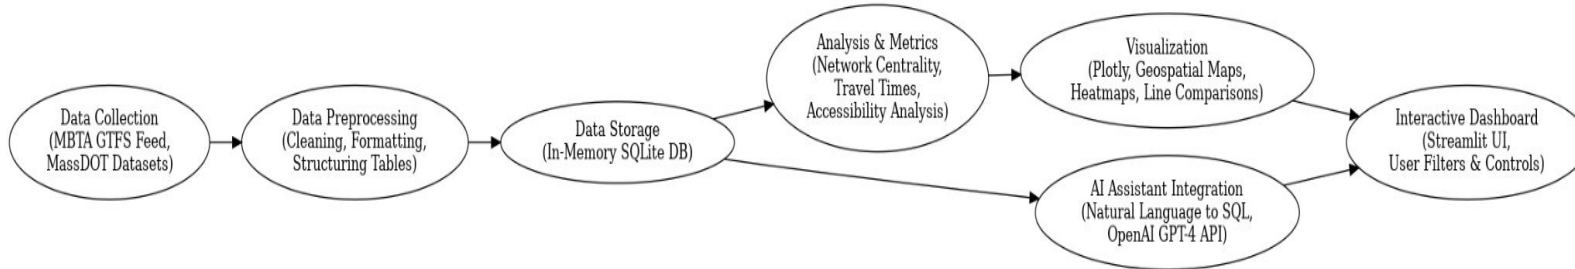 Data Collection
(MBTA GTFS Feed,
MassDOT Datasets)
Data Preprocessing
(Cleaning, Formatting,
Structuring Tables)
Data Storage
(In-Memory SQLite DB)
Analysis & Metrics
(Network Centrality,
Travel Times,
Accessibility Analysis)
Visualization
(Plotly, Geospatial Maps,
Heatmaps, Line Comparisons)
AI Assistant Integration
(Natural Language to SQL,
OpenAI GPT-4 API)
Interactive Dashboard
(Streamlit UI,
User Filters & Controls)